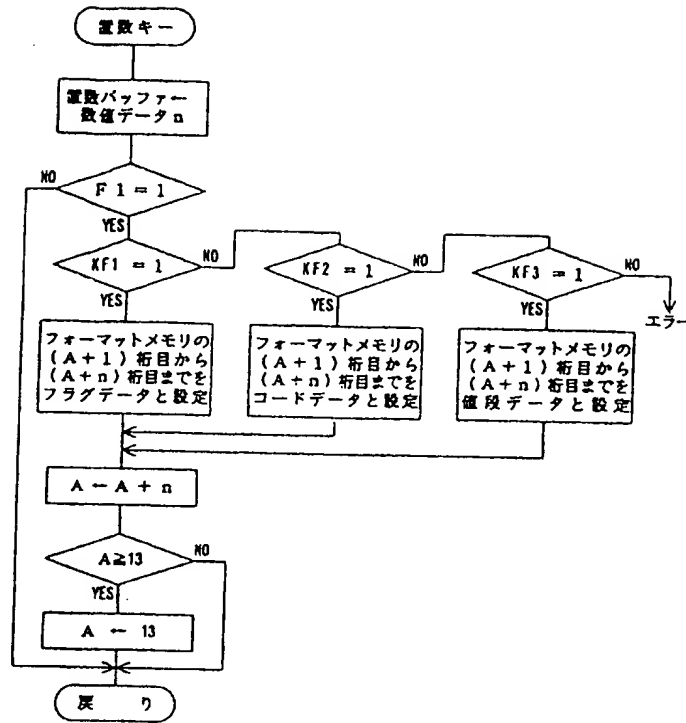 置数キー
置数バッファー
数値データn
F1=1
NO
YES
KF1=1
NO
YES
KF2=1
NO
YES
KF3=1
NO
YES
エラー
フォーマットメモリの
(A+1)桁目から
(A+n)桁目までを
フラグデータと設定
フォーマットメモリの
(A+1)桁目から
(A+n)桁目までを
コードデータと設定
フォーマットメモリの
(A+1)桁目から
(A+n)桁目までを
値段データと設定
A←A+n
A≧13
NO
YES
A ← 13
戻 り